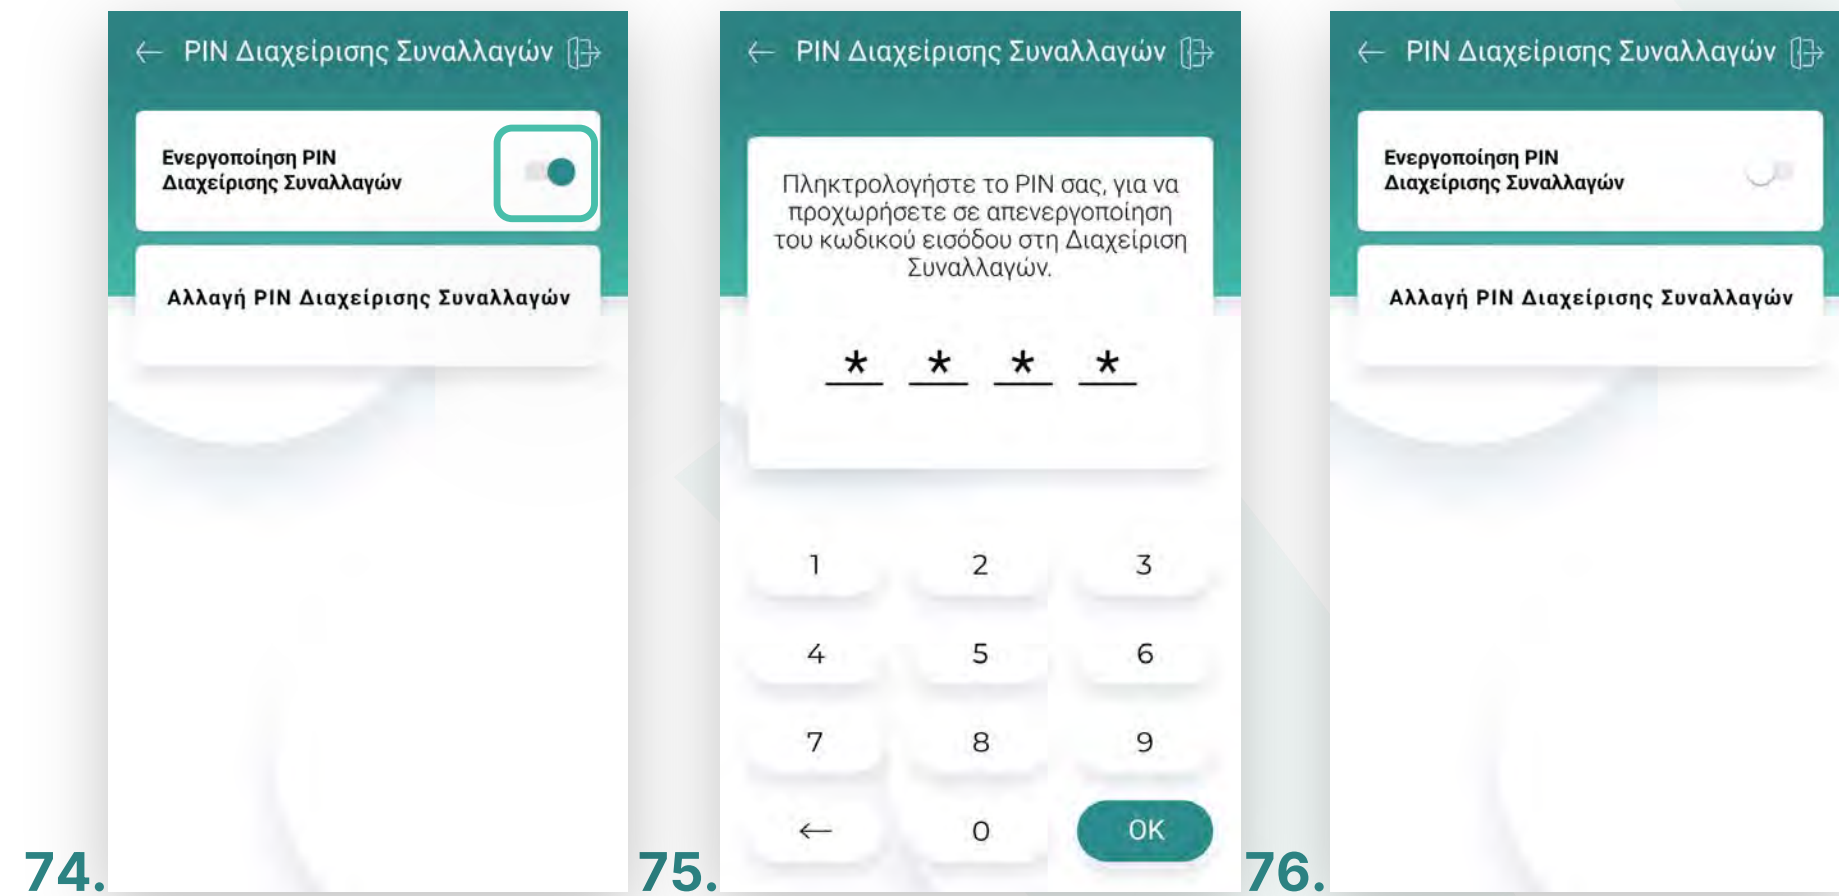 PIN Διαχείρισης Συναλλαγών
Ενεργοποίηση PIN
Διαχείρισης Συναλλαγών
Αλλαγή PIN Διαχείρισης Συναλλαγών
74.
PIN Διαχείρισης Συναλλαγών
Πληκτρολογήστε το PIN σας, για να
προχωρήσετε σε απενεργοποίηση
του κωδικού εισόδου στη Διαχείριση
Συναλλαγών.
* * * *
1 2 3
4 5 6
7 8 9
← 0 OK
75.
PIN Διαχείρισης Συναλλαγών
Ενεργοποίηση PIN
Διαχείρισης Συναλλαγών
Αλλαγή PIN Διαχείρισης Συναλλαγών
76.